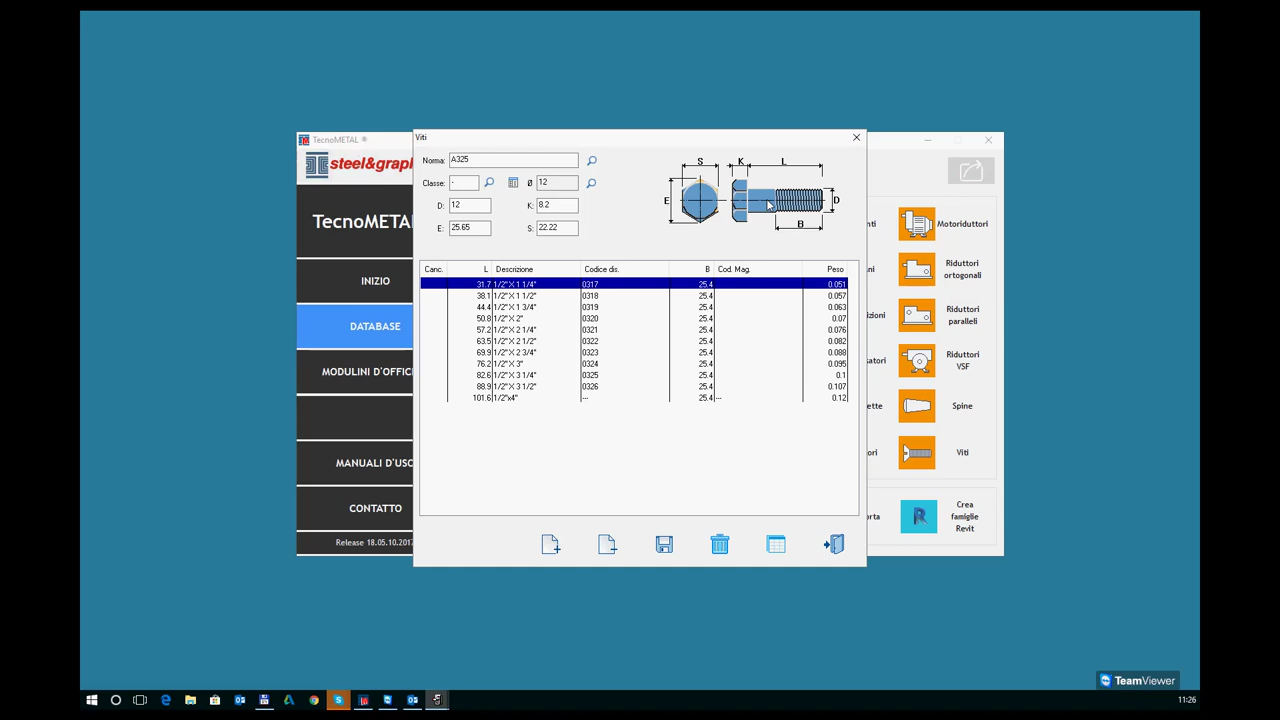 TecnoMETAL ®
steel&grap
TecnoMETA
INIZIO
DATABASE
MODULINI D'OFFIC
MANUALI D'USO
CONTATTO
Release 18.05.10.2017
Viti
Norma: A325
Classe: - Ø 12
D: 12 K: 8.2
E: 25.65 S: 22.22
S K L
E D
B
Canc. L Descrizione Codice dis. B Cod. Mag. Peso
31.7 1/2" X 1 1/4" 0317 25.4 0.051
38.1 1/2" X 1 1/2" 0318 25.4 0.057
44.4 1/2" X 1 3/4" 0319 25.4 0.063
50.8 1/2" X 2" 0320 25.4 0.07
57.2 1/2" X 2 1/4" 0321 25.4 0.076
63.5 1/2" X 2 1/2" 0322 25.4 0.082
69.9 1/2" X 2 3/4" 0323 25.4 0.088
76.2 1/2" X 3" 0324 25.4 0.095
82.6 1/2" X 3 1/4" 0325 25.4 0.1
88.9 1/2" X 3 1/2" 0326 25.4 0.107
101.6 1/2"x4" --- 25.4 --- 0.12
nti Motoriduttori
ni Riduttori
ortogonali
izioni Riduttori
paralleli
atori Riduttori
VSF
ette Spine
ori Viti
orta Crea
famiglie
Revit
TeamViewer
11:26